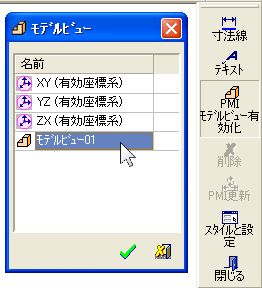 モデルビュー
名前
XY (有効座標系)
YZ (有効座標系)
ZX (有効座標系)
モデルビュー01
寸法線
テキスト
PMI
モデルビュー有
効化
削除
PMI更新
スタイルと設
定
閉じる